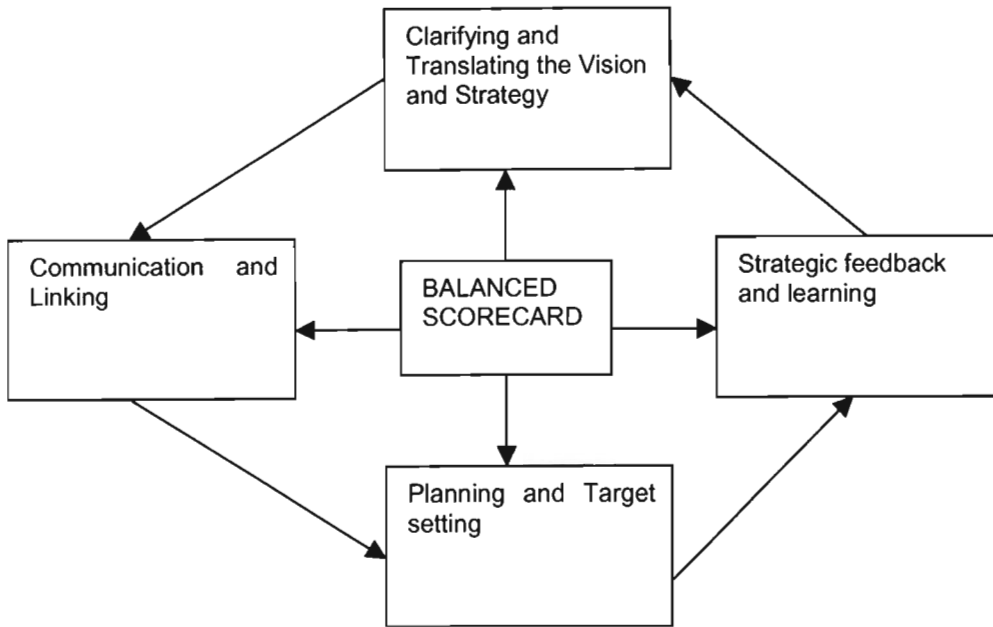 Clarifying and
Translating the Vision
and Strategy
Communication and
Linking
BALANCED
SCORECARD
Strategic feedback
and learning
Planning and Target
setting